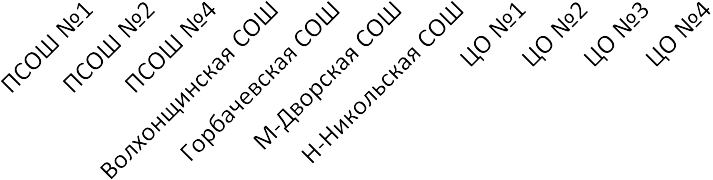 ПСОШ №1
ПСОШ №2
ПСОШ №4
Волхонщинская СОШ
Горбачевская СОШ
М-Дворская СОШ
Н-Никольская СОШ
ЦО №1
ЦО №2
ЦО №3
ЦО №4